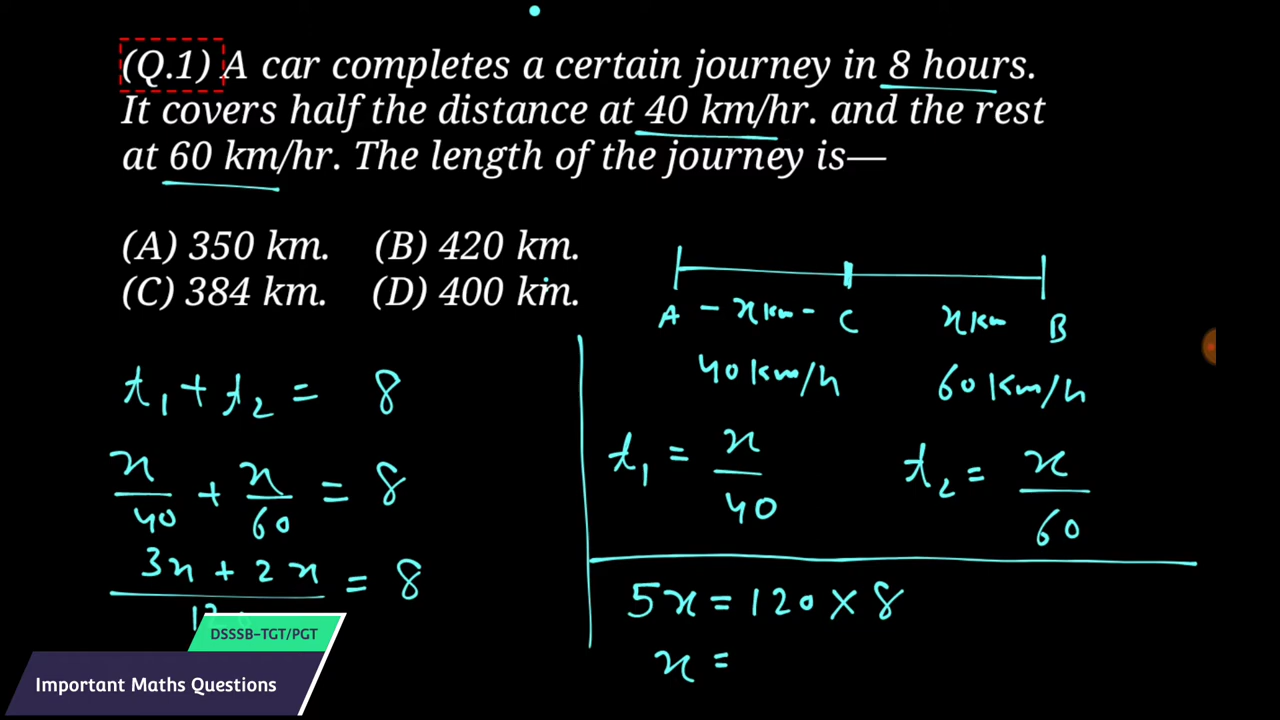 (Q.1) A car completes a certain journey in 8 hours.
It covers half the distance at 40 km/hr. and the rest
at 60 km/hr. The length of the journey is—
(A) 350 km. (B) 420 km.
(C) 384 km. (D) 400 km.
A - x km - C x km B
40 km/h 60 km/h
t₁ + t₂ = 8
t₁ = x/40 t₂ = x/60
x/40 + x/60 = 8
3x + 2x / 120 = 8
5x = 120 × 8
x =
DSSSB-TGT/PGT
Important Maths Questions